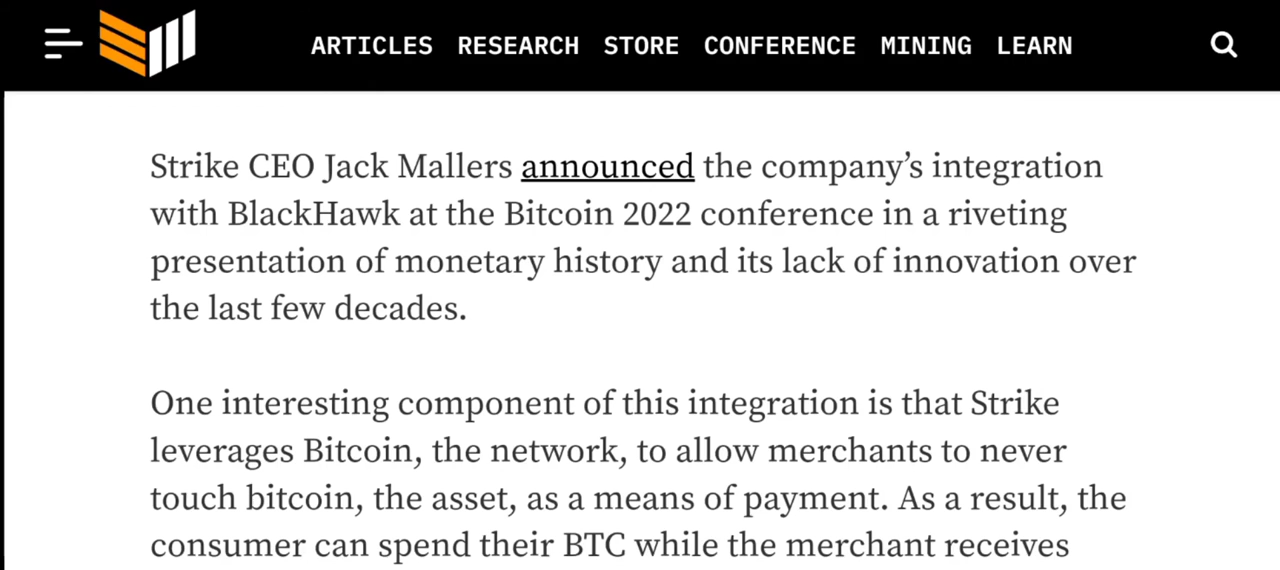 ARTICLES RESEARCH STORE CONFERENCE MINING LEARN
Strike CEO Jack Mallers announced the company’s integration
with BlackHawk at the Bitcoin 2022 conference in a riveting
presentation of monetary history and its lack of innovation over
the last few decades.
One interesting component of this integration is that Strike
leverages Bitcoin, the network, to allow merchants to never
touch bitcoin, the asset, as a means of payment. As a result, the
consumer can spend their BTC while the merchant receives